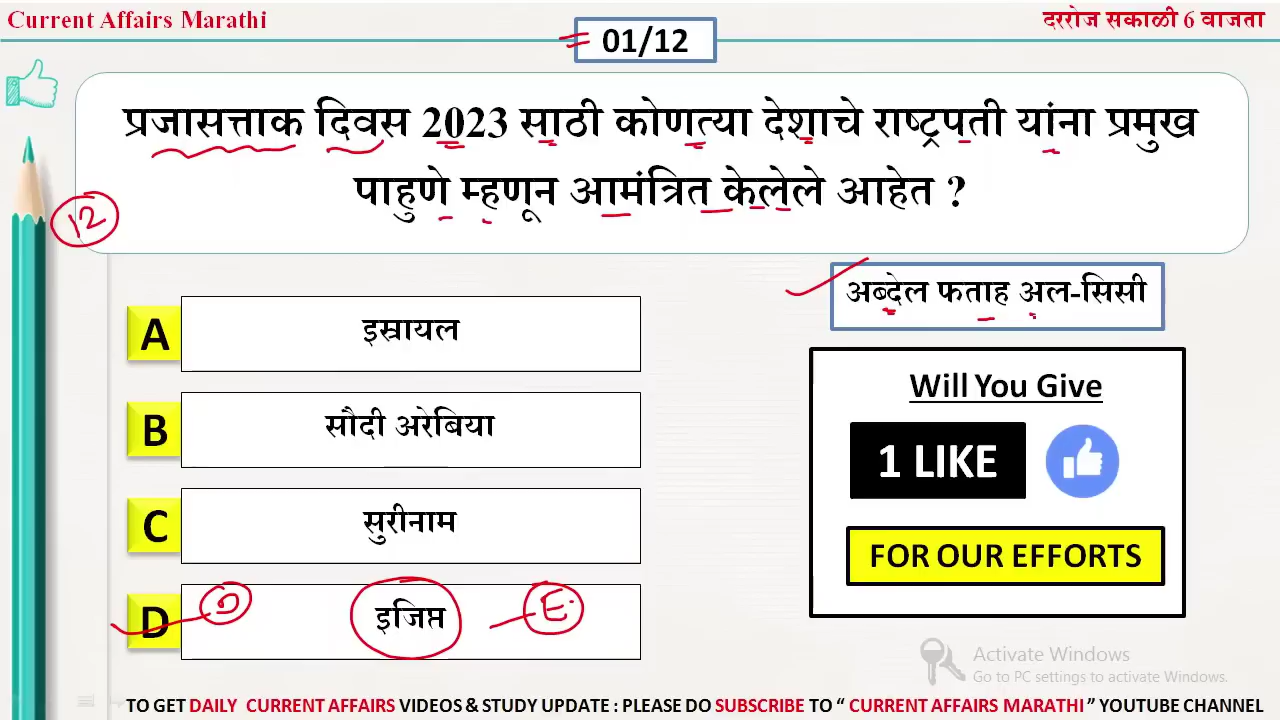 Current Affairs Marathi
दररोज सकाळी 6 वाजता
01/12
प्रजासत्ताक दिवस 2023 साठी कोणत्या देशाचे राष्ट्रपती यांना प्रमुख
पाहुणे म्हणून आमंत्रित केलेले आहेत ?
12
अब्देल फताह अल-सिसी
A
इस्रायल
B
सौदी अरेबिया
C
सुरीनाम
D
D
इजिप्त
E
Will You Give
1 LIKE
FOR OUR EFFORTS
Activate Windows
Go to PC settings to activate Windows.
TO GET DAILY CURRENT AFFAIRS VIDEOS & STUDY UPDATE : PLEASE DO SUBSCRIBE TO “ CURRENT AFFAIRS MARATHI ” YOUTUBE CHANNEL